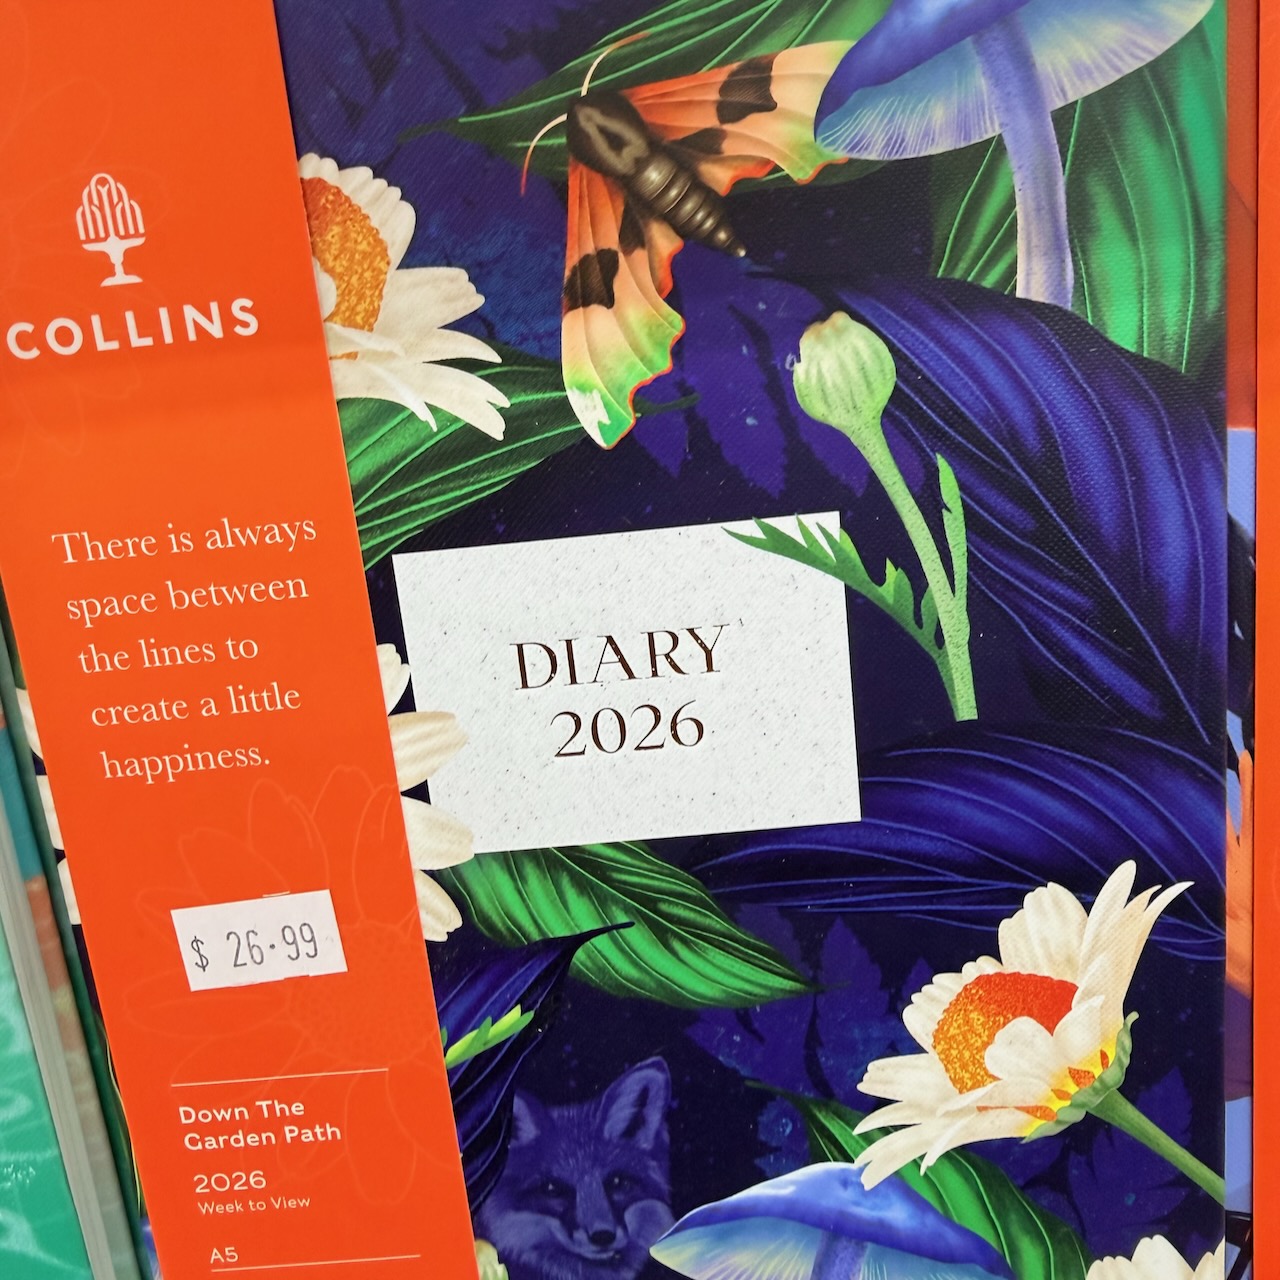 COLLINS
There is always
space between
the lines to
create a little
happiness.
$ 26.99
Down The
Garden Path
2026
Week to View
A5
DIARY
2026